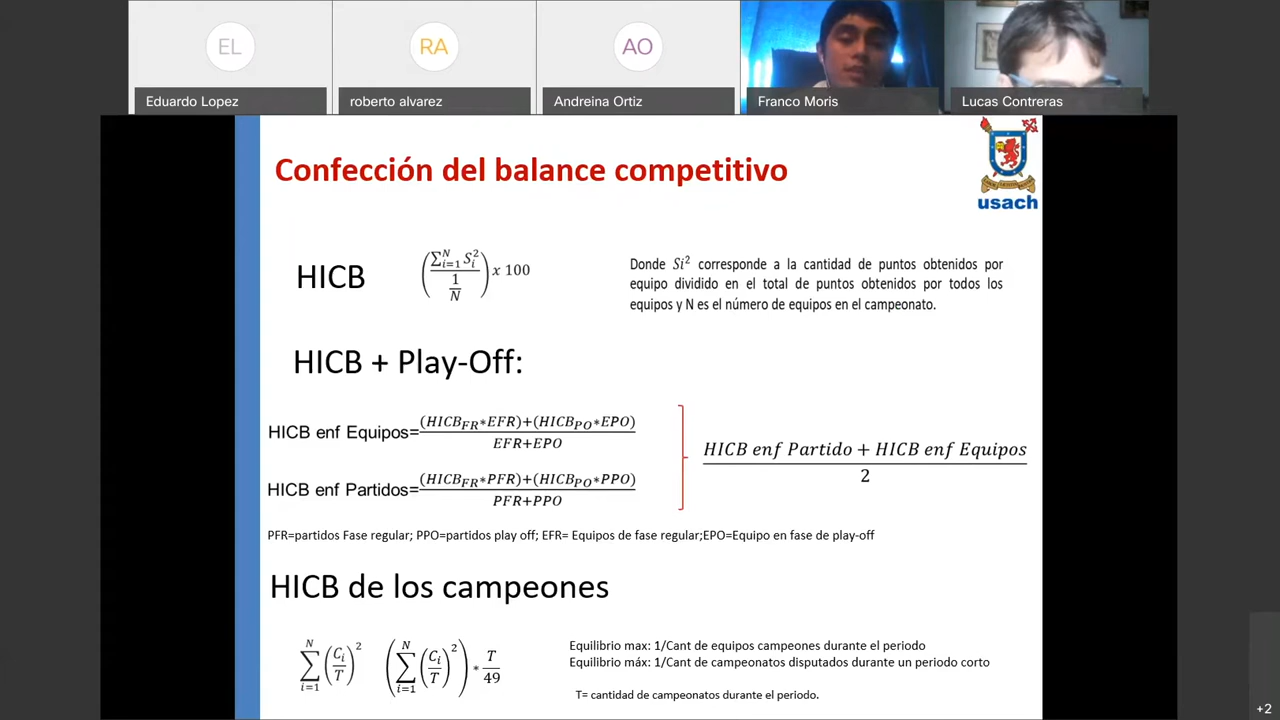 EL
RA
AO
Eduardo Lopez
roberto alvarez
Andreina Ortiz
Franco Moris
Lucas Contreras
Confección del balance competitivo
usach
HICB
(∑_{i=1}^{N} S_i^2 / (1/N)) x 100
Donde Si² corresponde a la cantidad de puntos obtenidos por
equipo dividido en el total de puntos obtenidos por todos los
equipos y N es el número de equipos en el campeonato.
HICB + Play-Off:
HICB enf Equipos= ((HICB_FR*EFR)+(HICB_PO*EPO)) / (EFR+EPO)
HICB enf Partidos= ((HICB_FR*PFR)+(HICB_PO*PPO)) / (PFR+PPO)
(HICB enf Partido + HICB enf Equipos) / 2
PFR=partidos Fase regular; PPO=partidos play off; EFR= Equipos de fase regular;EPO=Equipo en fase de play-off
HICB de los campeones
∑_{i=1}^{N} (C_i/T)^2
(∑_{i=1}^{N} (C_i/T)^2) * T/49
Equilibrio max: 1/Cant de equipos campeones durante el periodo
Equilibrio máx: 1/Cant de campeonatos disputados durante un periodo corto
T= cantidad de campeonatos durante el periodo.
+2